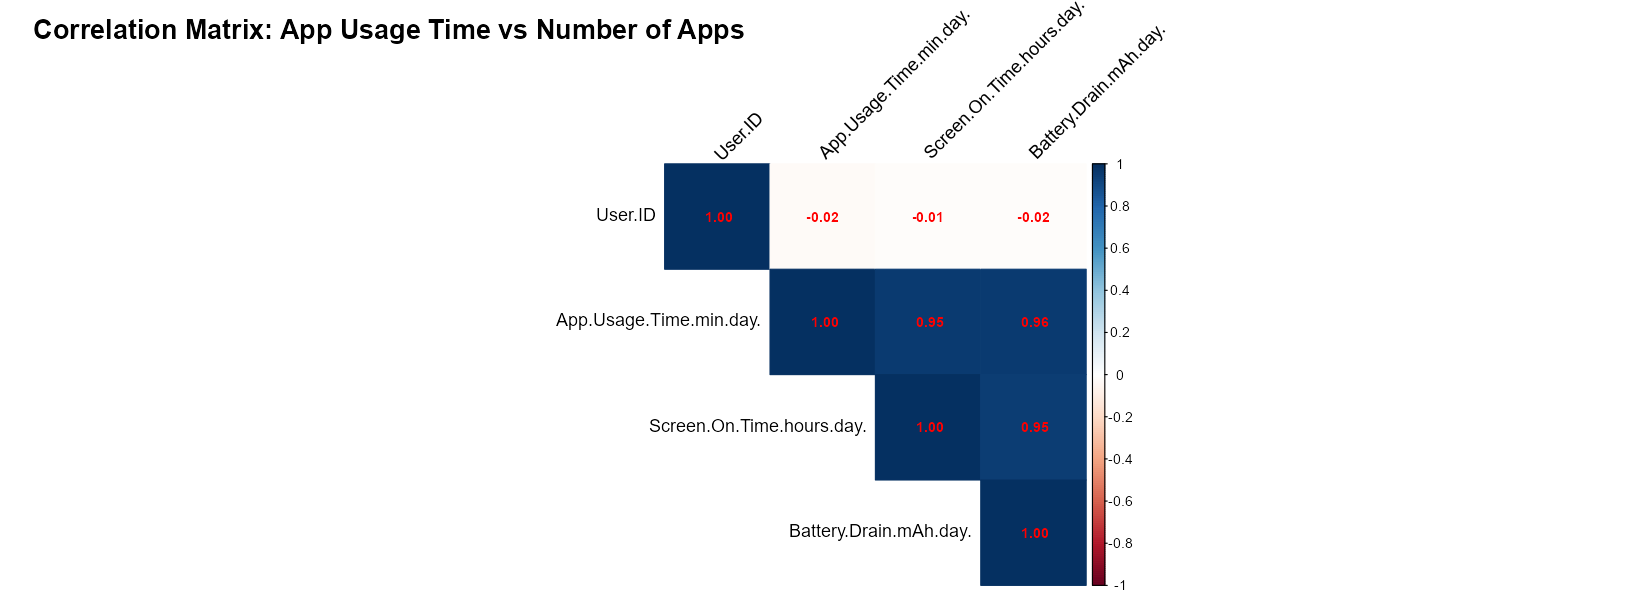 Correlation Matrix: App Usage Time vs Number of Apps
User.ID
App.Usage.Time.min.day.
Screen.On.Time.hours.day.
Battery.Drain.mAh.day.
User.ID 1.00 -0.02 -0.01 -0.02
App.Usage.Time.min.day. 1.00 0.95 0.96
Screen.On.Time.hours.day. 1.00 0.95
Battery.Drain.mAh.day. 1.00
1
0.8
0.6
0.4
0.2
0
-0.2
-0.4
-0.6
-0.8
-1